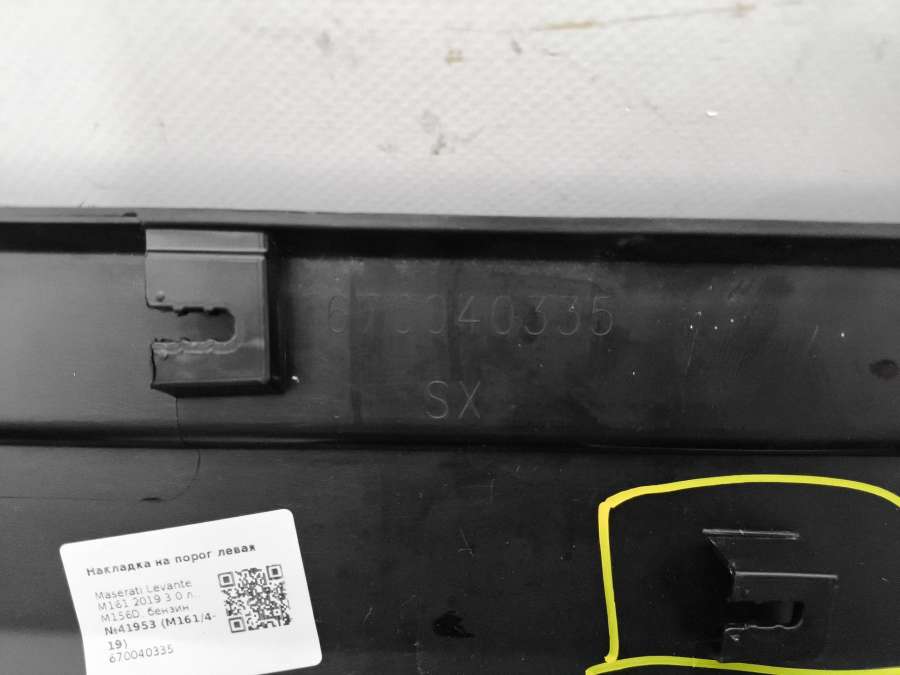 670040335
SX
Накладка на порог левая
Maserati Levante
M161 2019 3.0 л.,
M156D, бензин
№41953 (M161/4-
19)
670040335